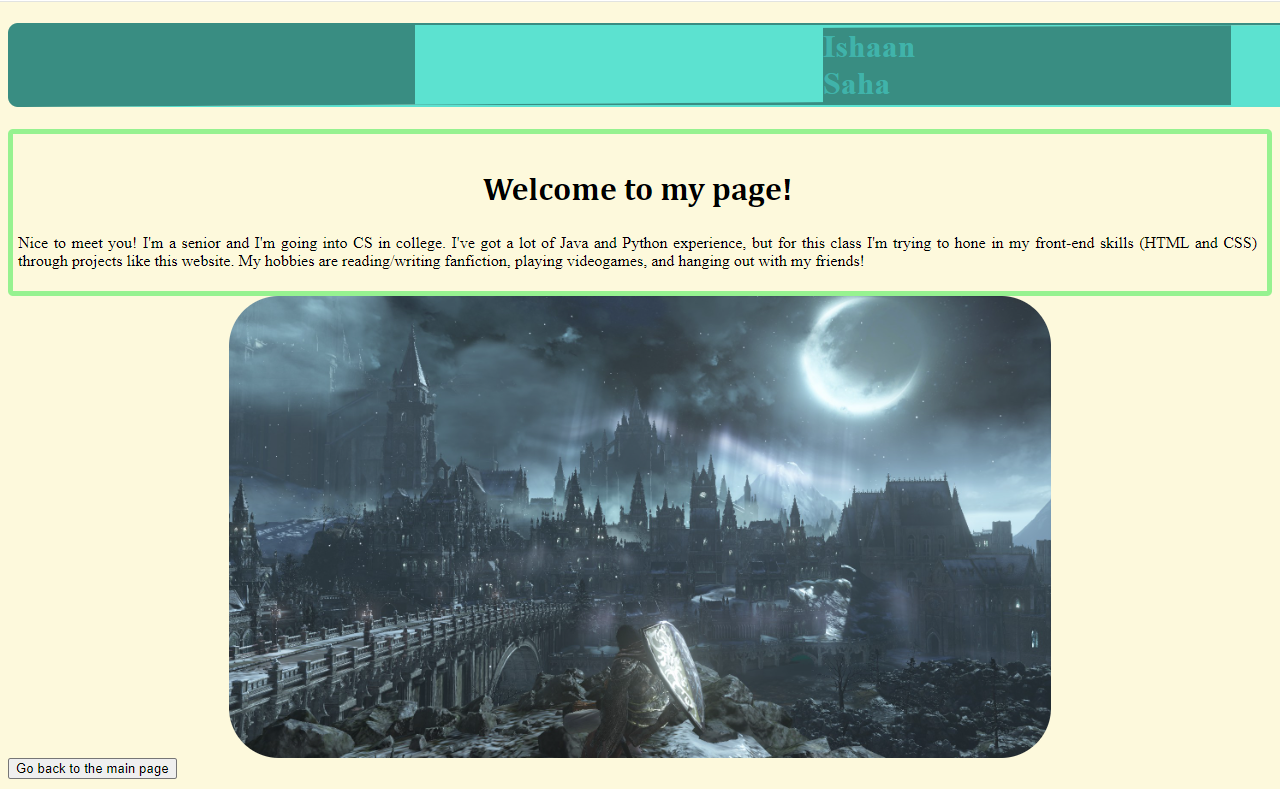 Ishaan
Saha
Welcome to my page!
Nice to meet you! I'm a senior and I'm going into CS in college. I've got a lot of Java and Python experience, but for this class I'm trying to hone in my front-end skills (HTML and CSS)
through projects like this website. My hobbies are reading/writing fanfiction, playing videogames, and hanging out with my friends!
Go back to the main page